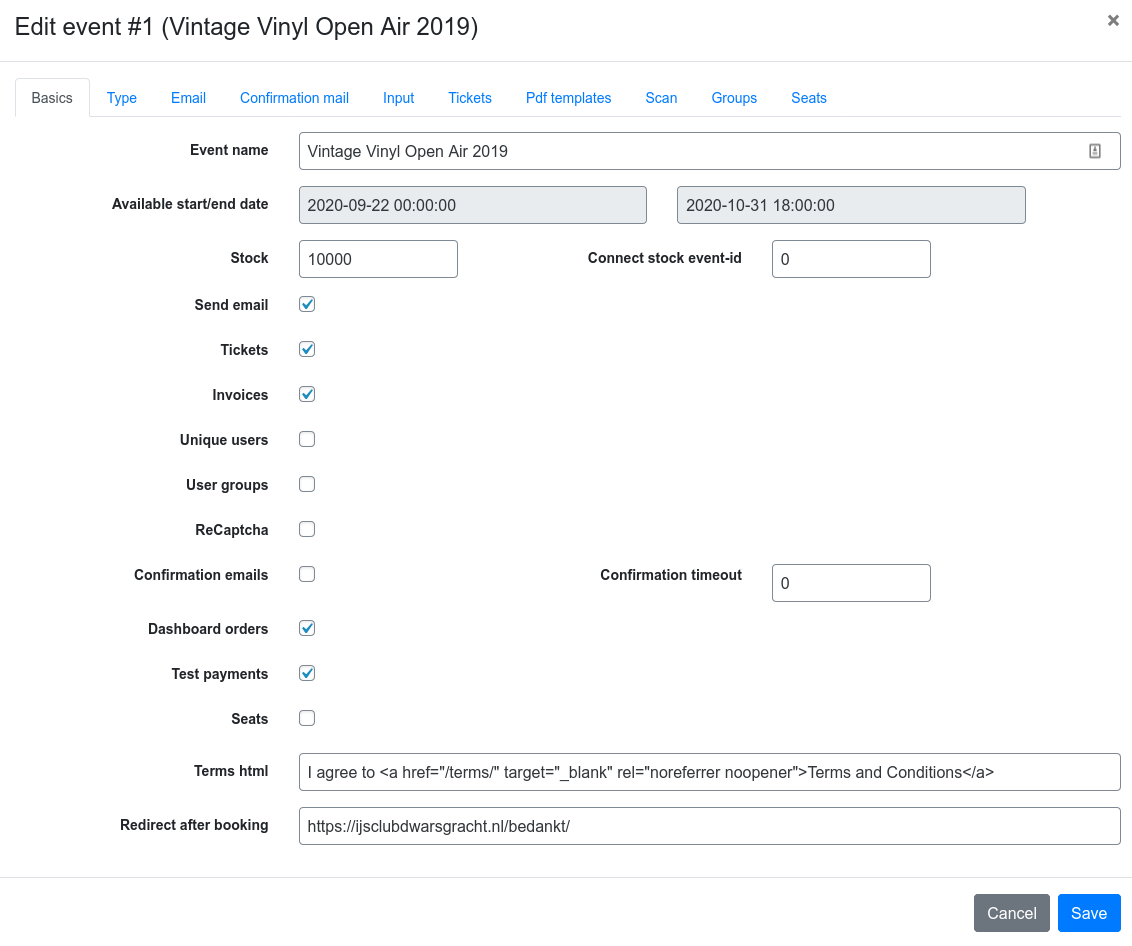 Edit event #1 (Vintage Vinyl Open Air 2019)
×
Basics Type Email Confirmation mail Input Tickets Pdf templates Scan Groups Seats
Event name Vintage Vinyl Open Air 2019
Available start/end date 2020-09-22 00:00:00 2020-10-31 18:00:00
Stock 10000 Connect stock event-id 0
Send email
Tickets
Invoices
Unique users
User groups
ReCaptcha
Confirmation emails Confirmation timeout 0
Dashboard orders
Test payments
Seats
Terms html I agree to <a href="/terms/" target="_blank" rel="noreferrer noopener">Terms and Conditions</a>
Redirect after booking https://ijsclubdwarsgracht.nl/bedankt/
Cancel Save